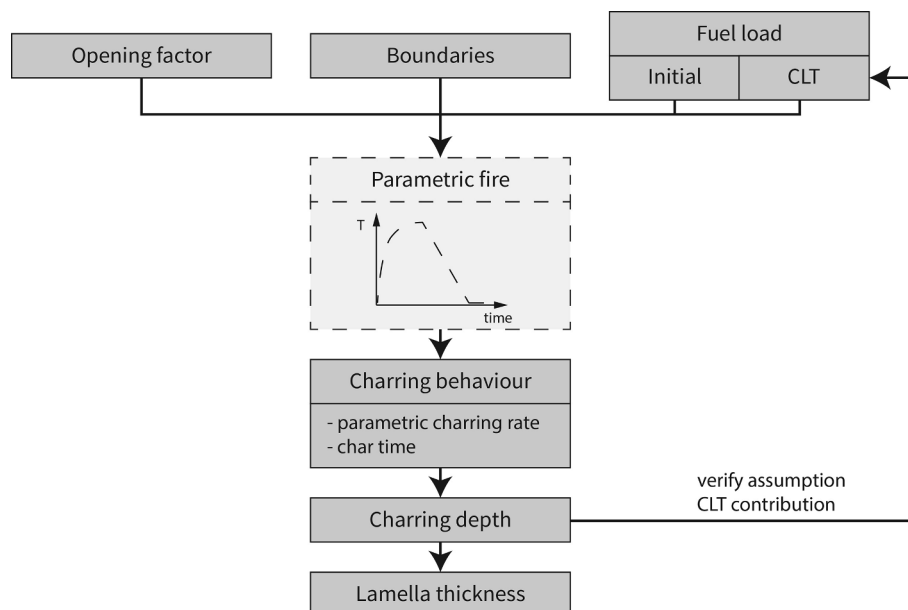 Opening factor
Boundaries
Fuel load
Initial
CLT
Parametric fire
T
time
Charring behaviour
- parametric charring rate
- char time
verify assumption
CLT contribution
Charring depth
Lamella thickness